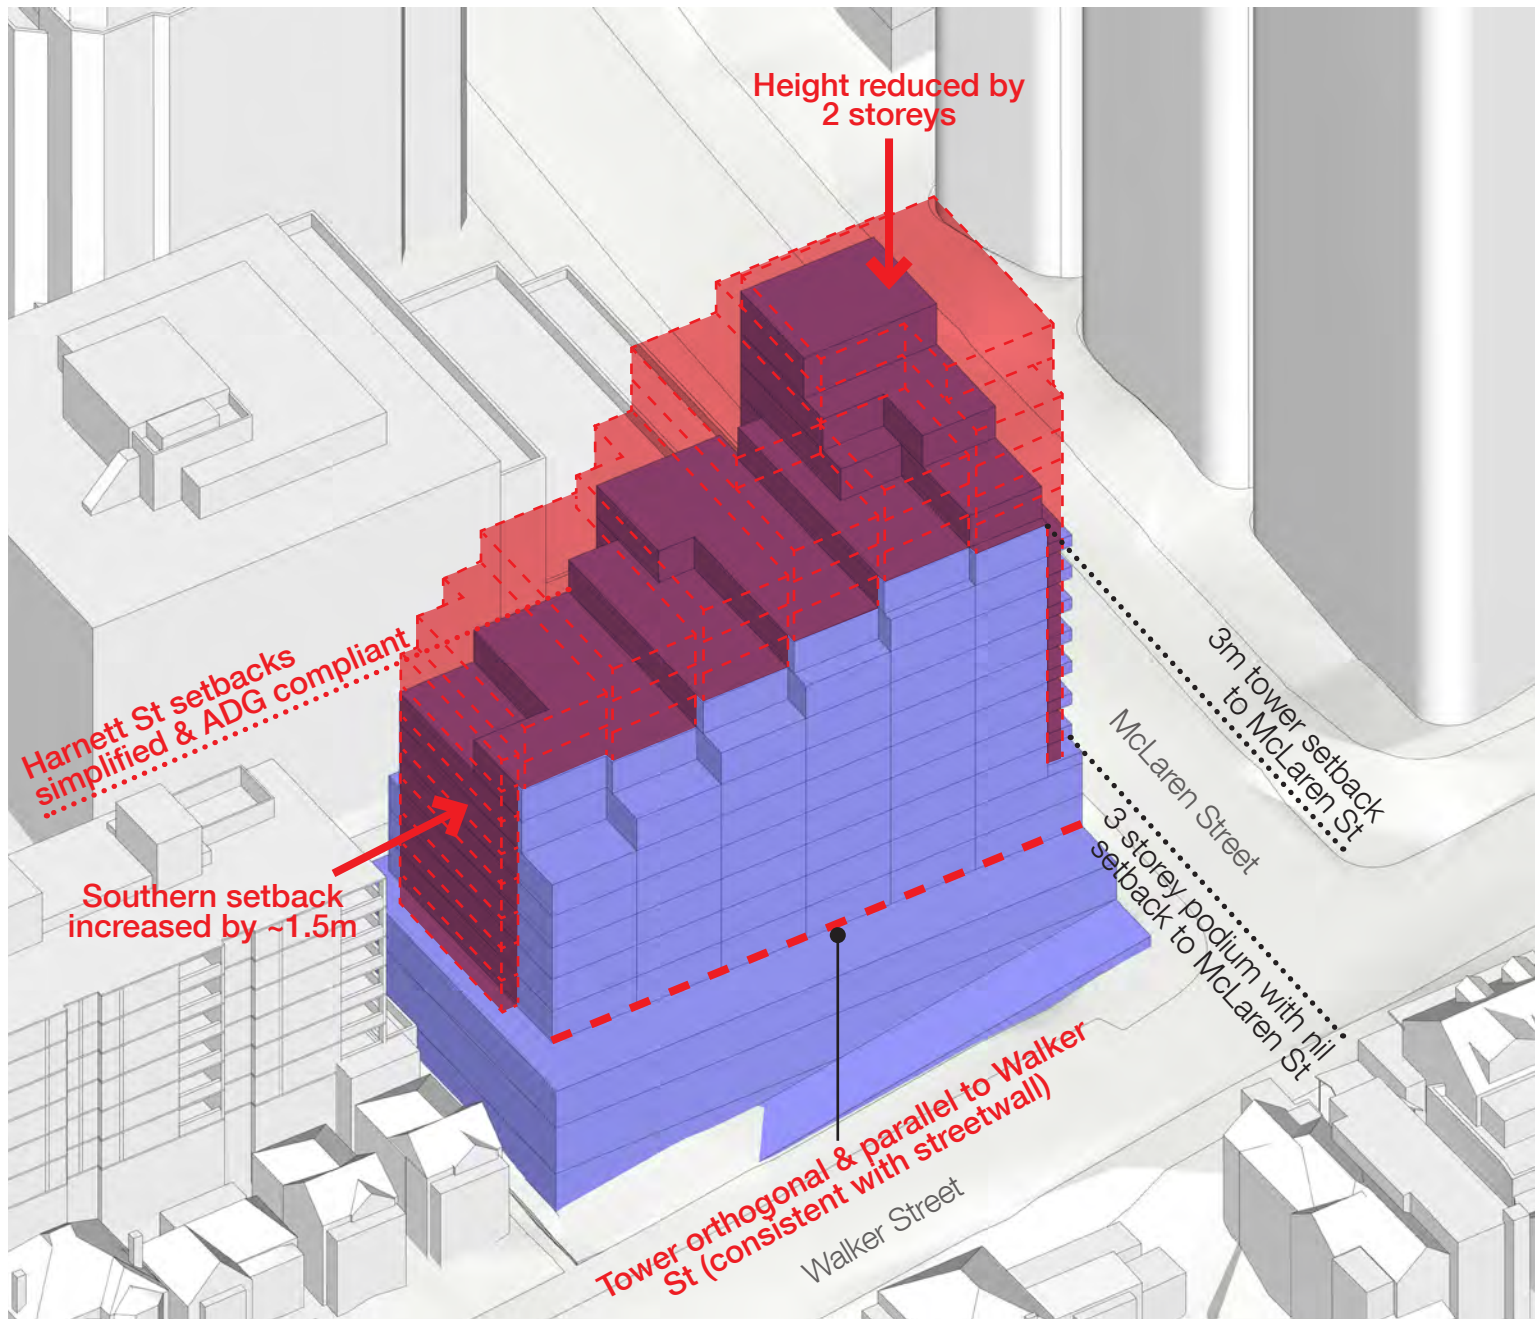 Height reduced by
2 storeys
Harnett St setbacks
simplified & ADG compliant
3m tower setback
to McLaren St
McLaren Street
3 storey podium with nil
setback to McLaren St
Southern setback
increased by ~1.5m
Tower orthogonal & parallel to Walker
St (consistent with streetwall)
Walker Street